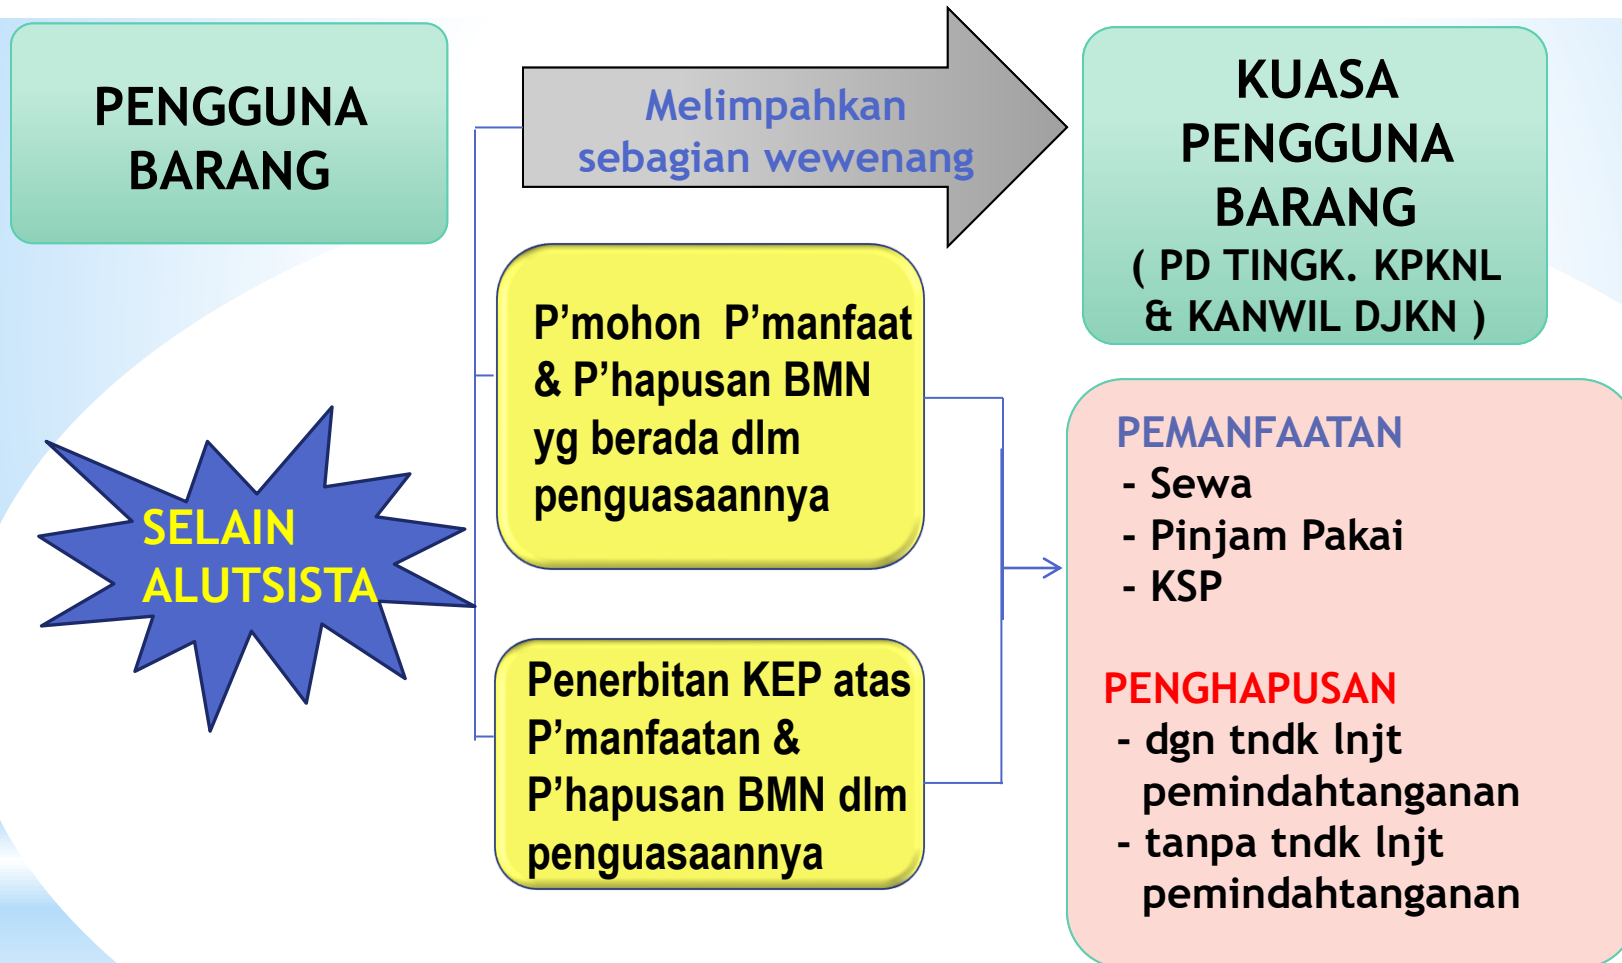 PENGGUNA
BARANG
Melimpahkan
sebagian wewenang
KUASA
PENGGUNA
BARANG
( PD TINGK. KPKNL
& KANWIL DJKN )
P’mohon P’manfaat
& P’hapusan BMN
yg berada dlm
penguasaannya
SELAIN
ALUTSISTA
Penerbitan KEP atas
P’manfaatan &
P’hapusan BMN dlm
penguasaannya
PEMANFAATAN
- Sewa
- Pinjam Pakai
- KSP
PENGHAPUSAN
- dgn tndk lnjt
pemindahtanganan
- tanpa tndk lnjt
pemindahtanganan